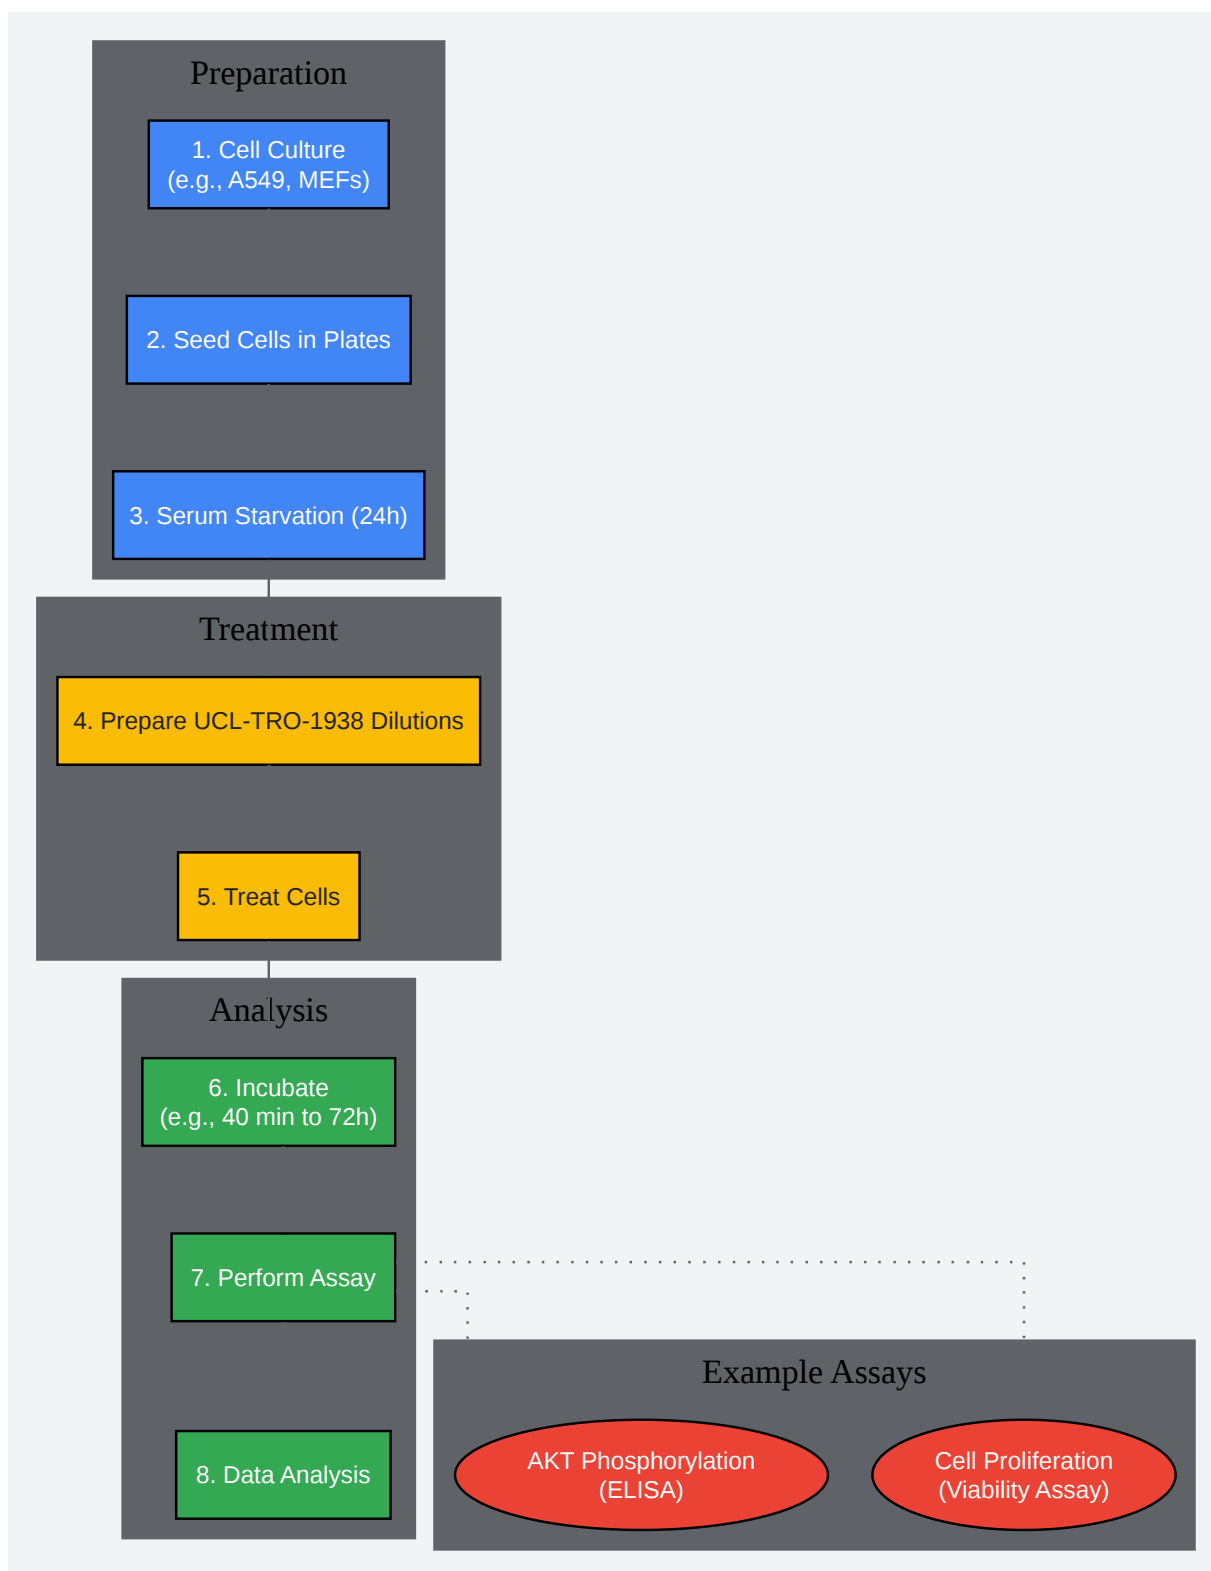 Preparation
1. Cell Culture
(e.g., A549, MEFs)
2. Seed Cells in Plates
3. Serum Starvation (24h)
Treatment
4. Prepare UCL-TRO-1938 Dilutions
5. Treat Cells
Analysis
6. Incubate
(e.g., 40 min to 72h)
7. Perform Assay
8. Data Analysis
Example Assays
AKT Phosphorylation
(ELISA)
Cell Proliferation
(Viability Assay)